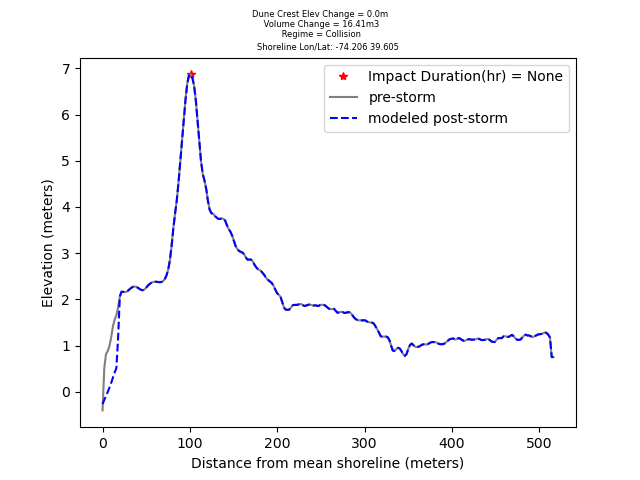 Dune Crest Elev Change = 0.0m
Volume Change = 16.41m3
Regime = Collision
Shoreline Lon/Lat: -74.206 39.605
Impact Duration(hr) = None
pre-storm
modeled post-storm
Elevation (meters)
7
6
5
4
3
2
1
0
0 100 200 300 400 500
Distance from mean shoreline (meters)